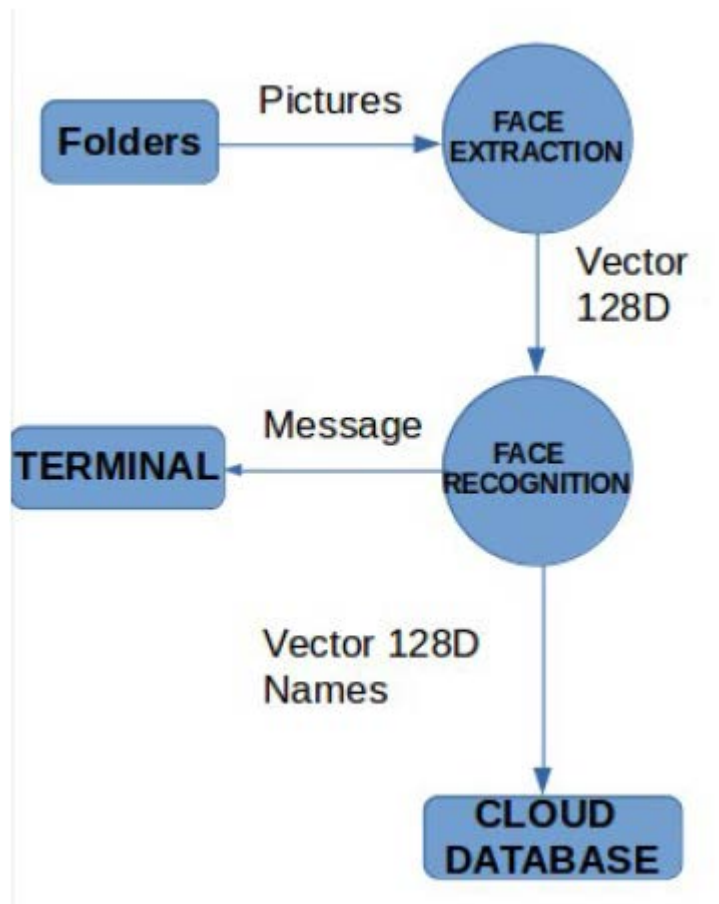 Pictures
Folders
FACE
EXTRACTION
Vector
128D
Message
TERMINAL
FACE
RECOGNITION
Vector 128D
Names
CLOUD
DATABASE